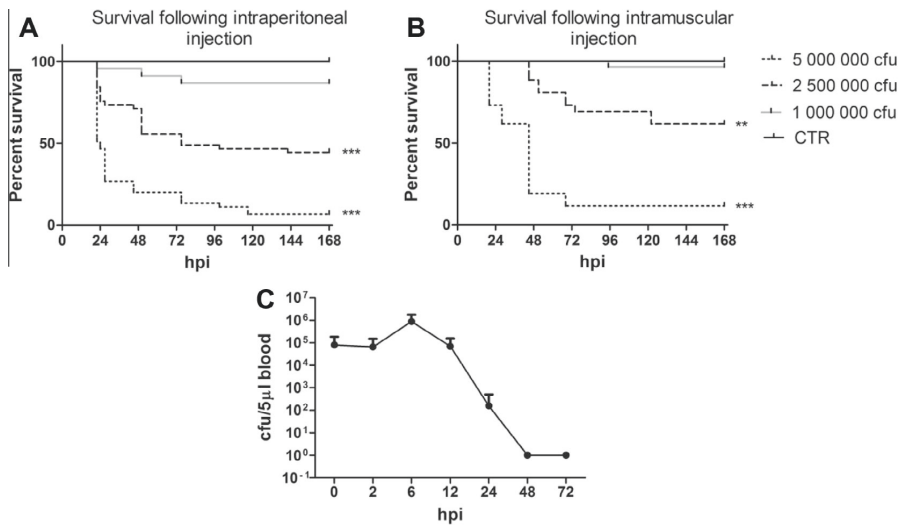 A
Survival following intraperitoneal
injection
Percent survival
100
50
0
0 24 48 72 96 120 144 168
hpi
***
***
B
Survival following intramuscular
injection
Percent survival
100
50
0
0 24 48 72 96 120 144 168
hpi
**
***
5 000 000 cfu
2 500 000 cfu
1 000 000 cfu
CTR
C
cfu/5μl blood
10⁷
10⁶
10⁵
10⁴
10³
10²
10¹
10⁰
10⁻¹
0 2 6 12 24 48 72
hpi